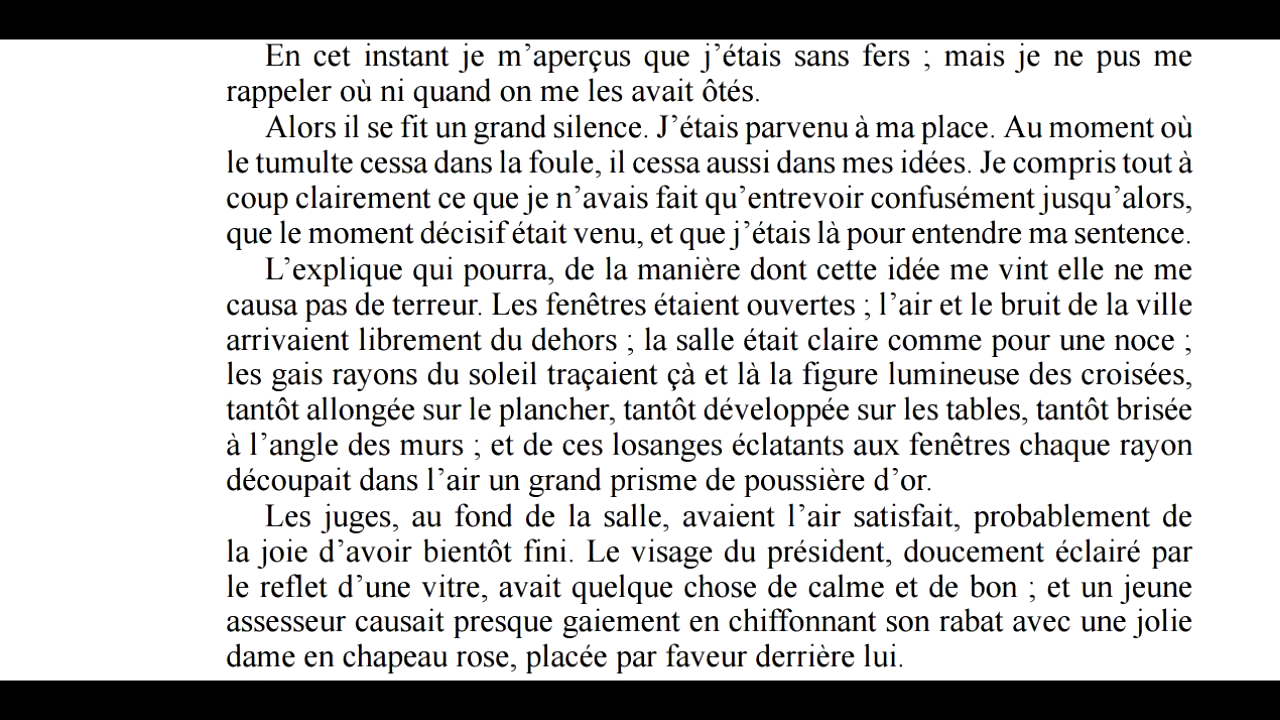 En cet instant je m’aperçus que j’étais sans fers ; mais je ne pus me
rappeler où ni quand on me les avait ôtés.
Alors il se fit un grand silence. J’étais parvenu à ma place. Au moment où
le tumulte cessa dans la foule, il cessa aussi dans mes idées. Je compris tout à
coup clairement ce que je n’avais fait qu’entrevoir confusément jusqu’alors,
que le moment décisif était venu, et que j’étais là pour entendre ma sentence.
L’explique qui pourra, de la manière dont cette idée me vint elle ne me
causa pas de terreur. Les fenêtres étaient ouvertes ; l’air et le bruit de la ville
arrivaient librement du dehors ; la salle était claire comme pour une noce ;
les gais rayons du soleil traçaient çà et là la figure lumineuse des croisées,
tantôt allongée sur le plancher, tantôt développée sur les tables, tantôt brisée
à l’angle des murs ; et de ces losanges éclatants aux fenêtres chaque rayon
découpait dans l’air un grand prisme de poussière d’or.
Les juges, au fond de la salle, avaient l’air satisfait, probablement de
la joie d’avoir bientôt fini. Le visage du président, doucement éclairé par
le reflet d’une vitre, avait quelque chose de calme et de bon ; et un jeune
assesseur causait presque gaiement en chiffonnant son rabat avec une jolie
dame en chapeau rose, placée par faveur derrière lui.